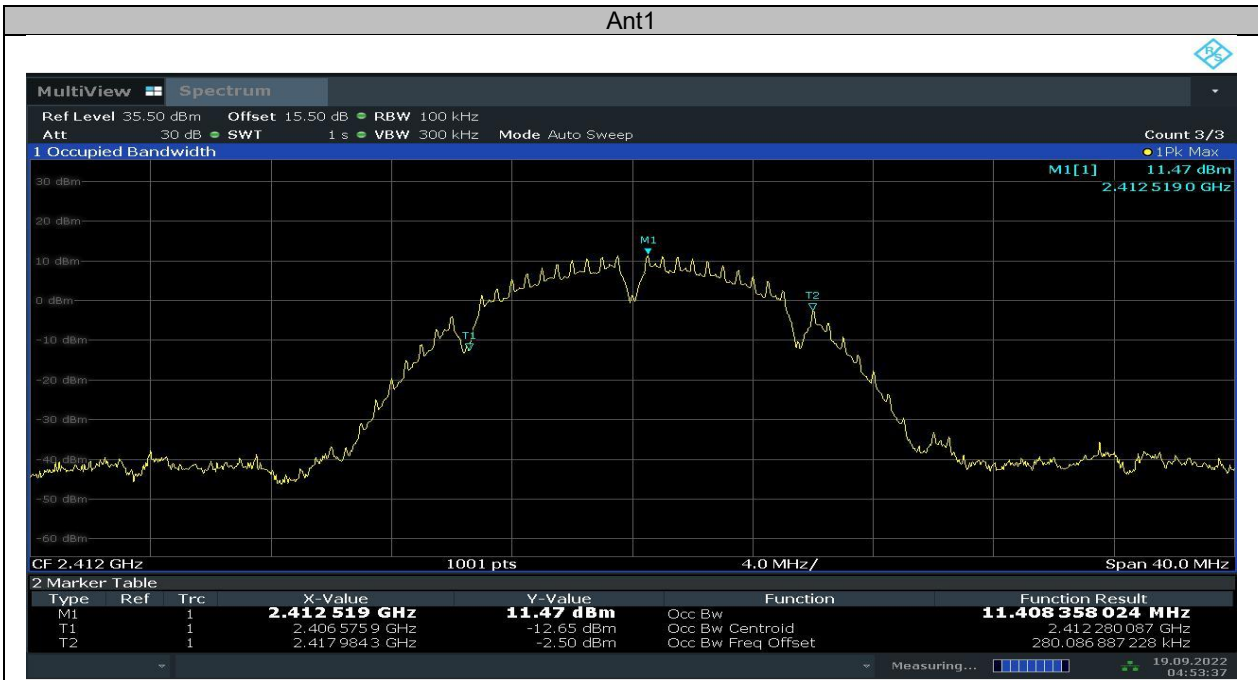 Ant1
R/S
MultiView Spectrum
Ref Level 35.50 dBm Offset 15.50 dB RBW 100 kHz
Att 30 dB SWT 1 s VBW 300 kHz Mode Auto Sweep Count 3/3
1 Occupied Bandwidth 1Pk Max
M1[1] 11.47 dBm
2.4125190 GHz
30 dBm
20 dBm
M1
10 dBm
0 dBm
T2
-10 dBm
T1
-20 dBm
-30 dBm
-40 dBm
-50 dBm
-60 dBm
CF 2.412 GHz 1001 pts 4.0 MHz/ Span 40.0 MHz
2 Marker Table
Type Ref Trc X-Value Y-Value Function Function Result
M1 1 2.412 519 GHz 11.47 dBm Occ Bw 11.408 358 024 MHz
T1 1 2.406 5759 GHz -12.65 dBm Occ Bw Centroid 2.412 280 087 GHz
T2 1 2.417 9843 GHz -2.50 dBm Occ Bw Freq Offset 280.086 887 228 kHz
Measuring... 19.09.2022
04:53:37